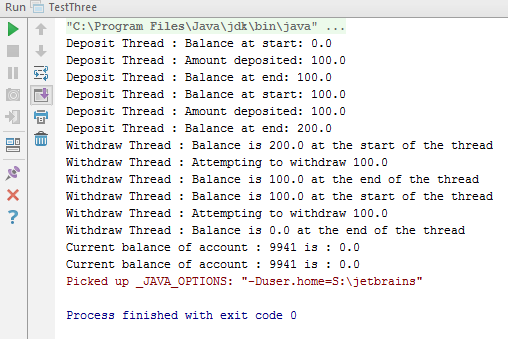 Run TestThree
"C:\Program Files\Java\jdk\bin\java" ...
Deposit Thread : Balance at start: 0.0
Deposit Thread : Amount deposited: 100.0
Deposit Thread : Balance at end: 100.0
Deposit Thread : Balance at start: 100.0
Deposit Thread : Amount deposited: 100.0
Deposit Thread : Balance at end: 200.0
Withdraw Thread : Balance is 200.0 at the start of the thread
Withdraw Thread : Attempting to withdraw 100.0
Withdraw Thread : Balance is 100.0 at the end of the thread
Withdraw Thread : Balance is 100.0 at the start of the thread
Withdraw Thread : Attempting to withdraw 100.0
Withdraw Thread : Balance is 0.0 at the end of the thread
Current balance of account : 9941 is : 0.0
Current balance of account : 9941 is : 0.0
Picked up _JAVA_OPTIONS: "-Duser.home=S:\jetbrains"
Process finished with exit code 0